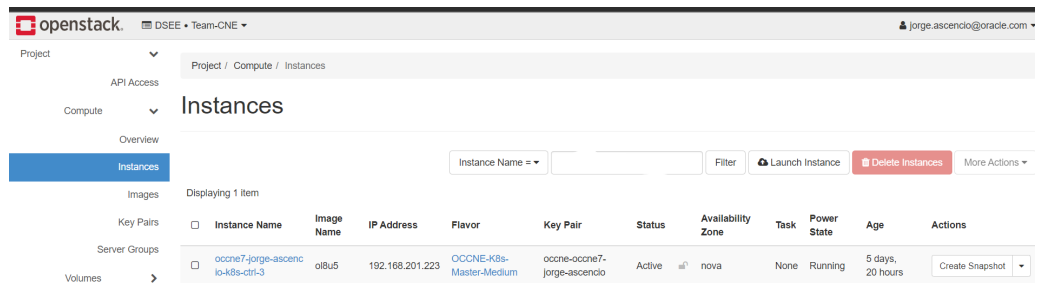 openstack. DSEE • Team-CNE jorge.ascencio@oracle.com
Project
Project / Compute / Instances
API Access
Compute
Instances
Overview
Instances
Instance Name = Filter Launch Instance Delete Instances More Actions
Images
Displaying 1 item
Key Pairs
Instance Name Image Name IP Address Flavor Key Pair Status Availability Zone Task Power State Age Actions
Server Groups
occne7-jorge-ascenc
io-k8s-ctrl-3
ol8u5 192.168.201.223
OCCNE-K8s-
Master-Medium
occne-occne7-
jorge-ascencio
Active nova None Running
5 days,
20 hours
Create Snapshot
Volumes